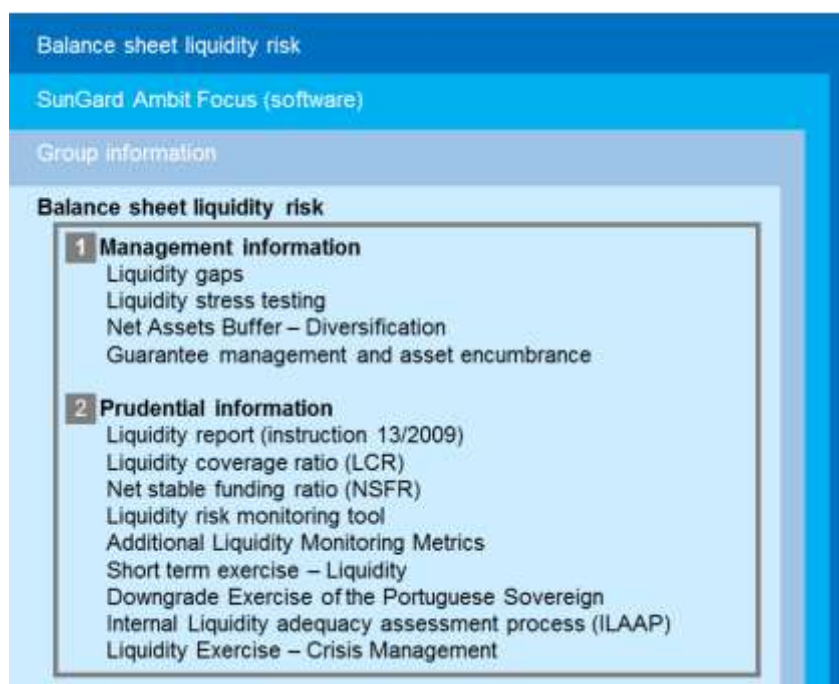 Balance sheet liquidity risk
SunGard Ambit Focus (software)
Group information
Balance sheet liquidity risk
1 Management information
Liquidity gaps
Liquidity stress testing
Net Assets Buffer – Diversification
Guarantee management and asset encumbrance
2 Prudential information
Liquidity report (instruction 13/2009)
Liquidity coverage ratio (LCR)
Net stable funding ratio (NSFR)
Liquidity risk monitoring tool
Additional Liquidity Monitoring Metrics
Short term exercise – Liquidity
Downgrade Exercise of the Portuguese Sovereign
Internal Liquidity adequacy assessment process (ILAAP)
Liquidity Exercise – Crisis Management